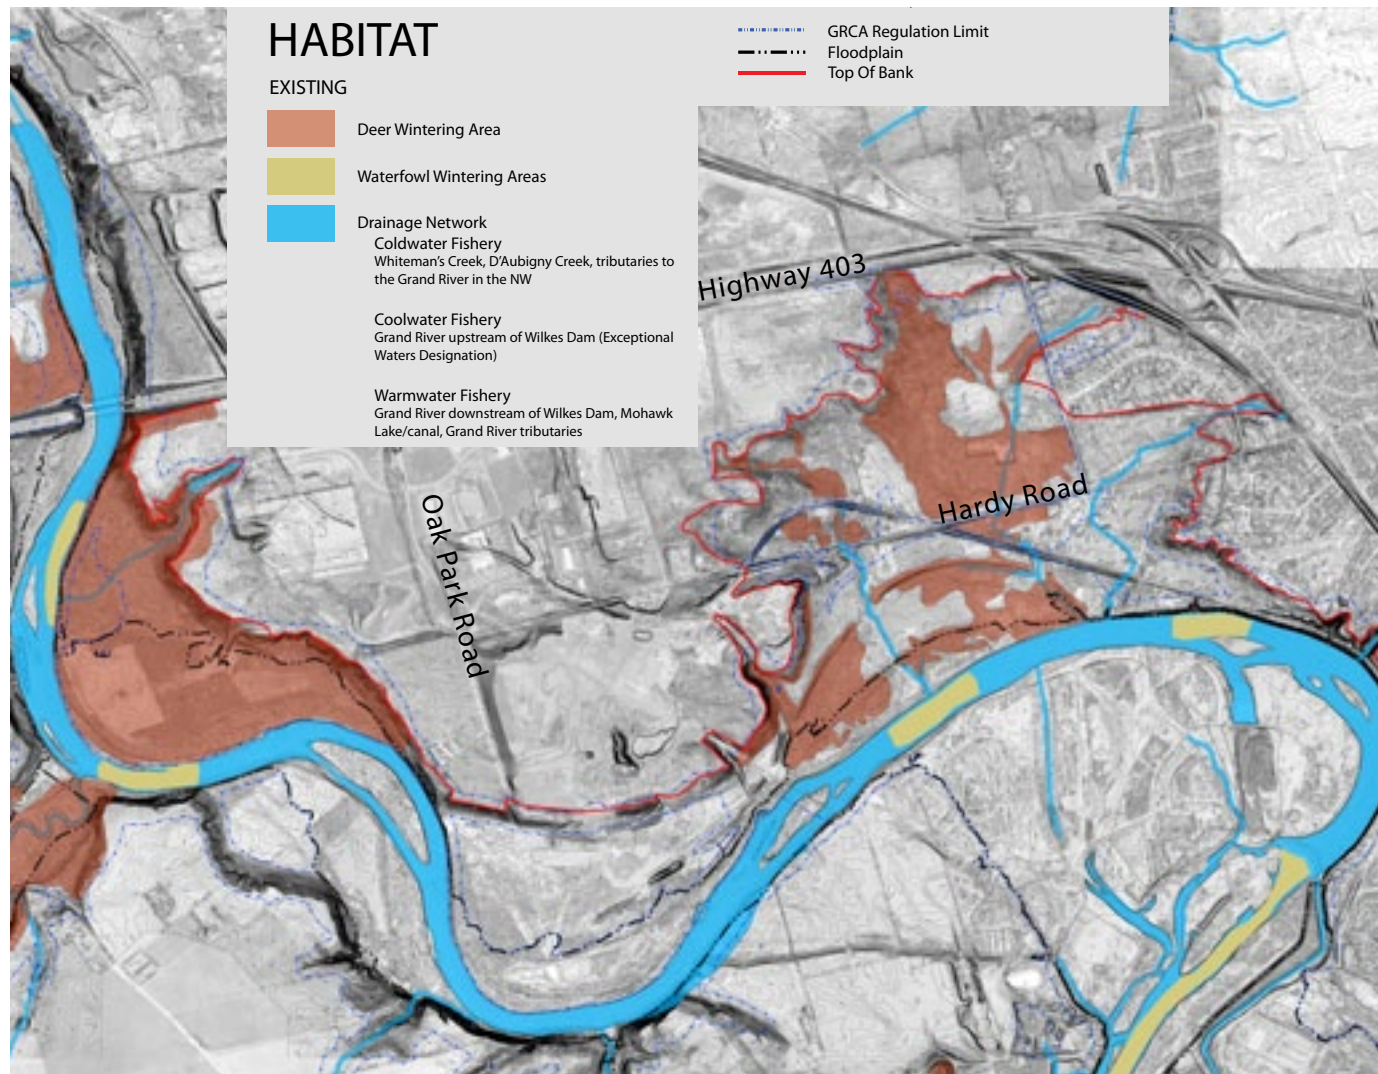 HABITAT
EXISTING
Deer Wintering Area
Waterfowl Wintering Areas
Drainage Network
Coldwater Fishery
Whiteman's Creek, D'Aubigny Creek, tributaries to
the Grand River in the NW
Coolwater Fishery
Grand River upstream of Wilkes Dam (Exceptional
Waters Designation)
Warmwater Fishery
Grand River downstream of Wilkes Dam, Mohawk
Lake/canal, Grand River tributaries
GRCA Regulation Limit
Floodplain
Top Of Bank
Highway 403
Hardy Road
Oak Park Road